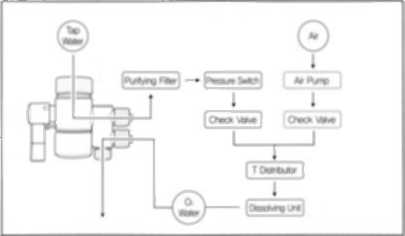 Tap
Water
Air
Purifying Filter
Pressure Switch
Air Pump
Check Valve
Check Valve
T Distributor
O₂
Water
Dissolving Unit